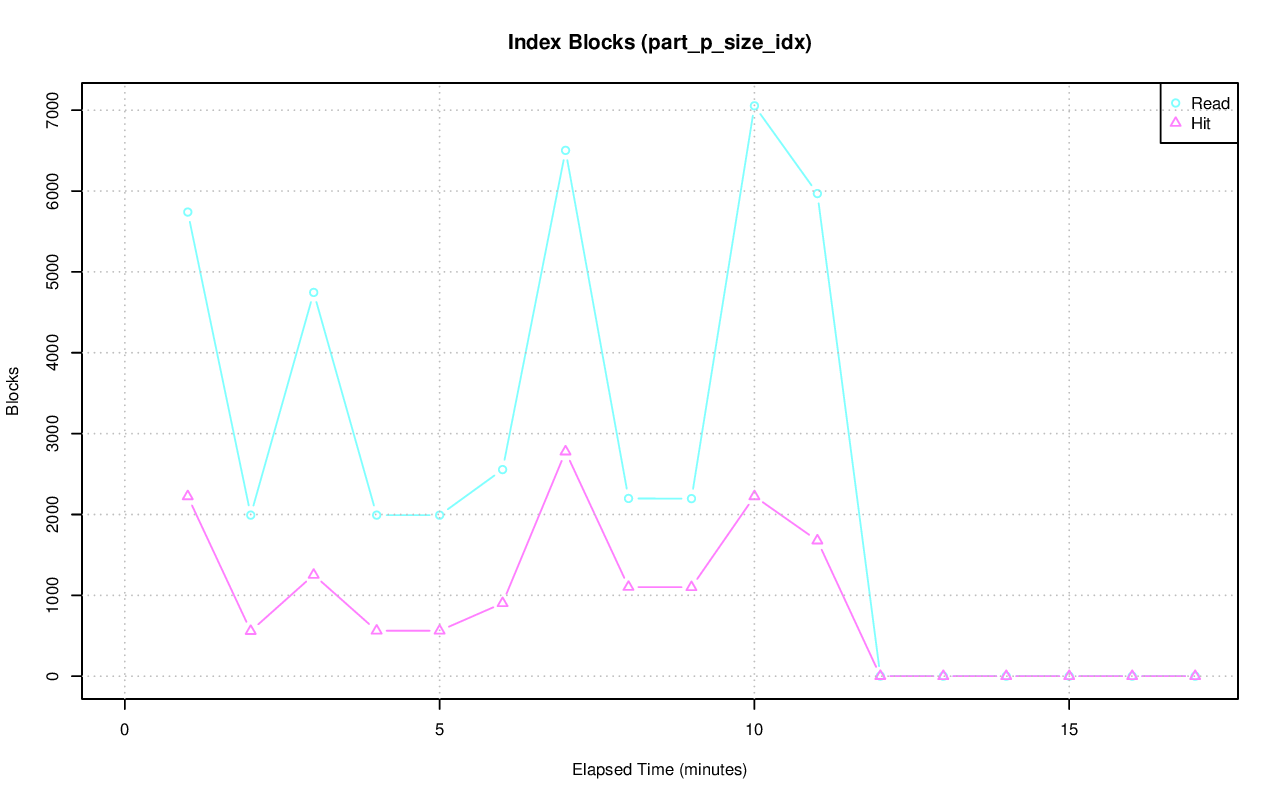 Index Blocks (part_p_size_idx)
Read
Hit
Blocks
7000
6000
5000
4000
3000
2000
1000
0
0 5 10 15
Elapsed Time (minutes)